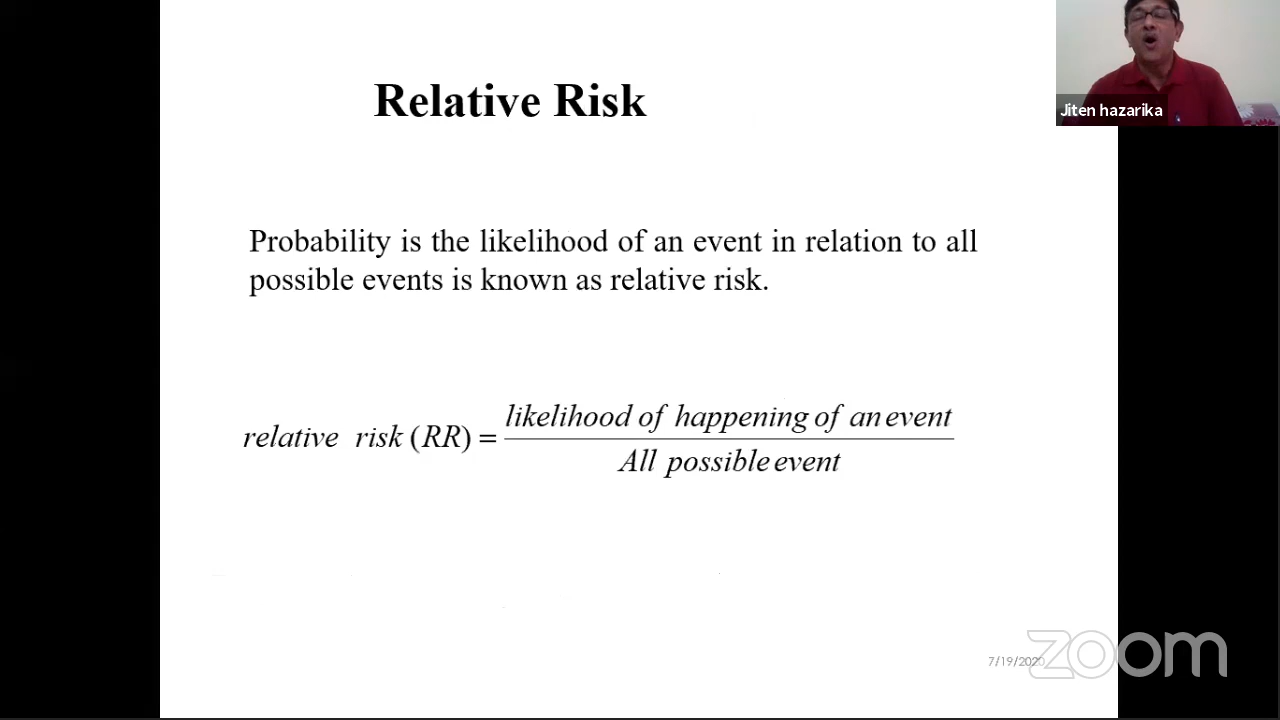 Relative Risk
Jiten hazarika
Probability is the likelihood of an event in relation to all
possible events is known as relative risk.
relative risk (RR) = likelihood of happening of an event
All possible event
7/19/2020
zoom